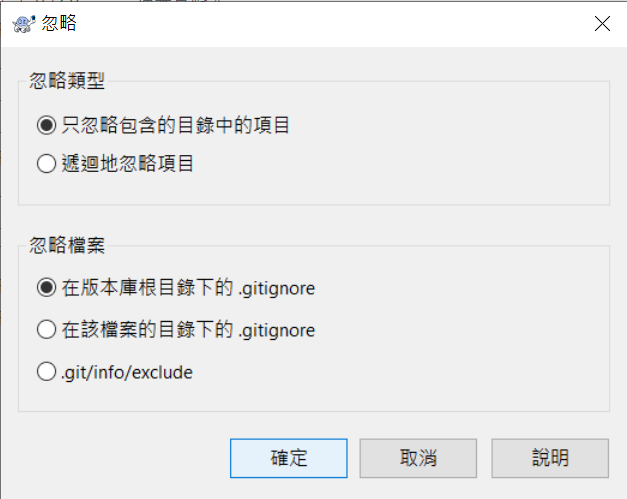 忽略
忽略類型
只忽略包含的目錄中的項目
遞迴地忽略項目
忽略檔案
在版本庫根目錄下的 .gitignore
在該檔案的目錄下的 .gitignore
.git/info/exclude
確定 取消 說明